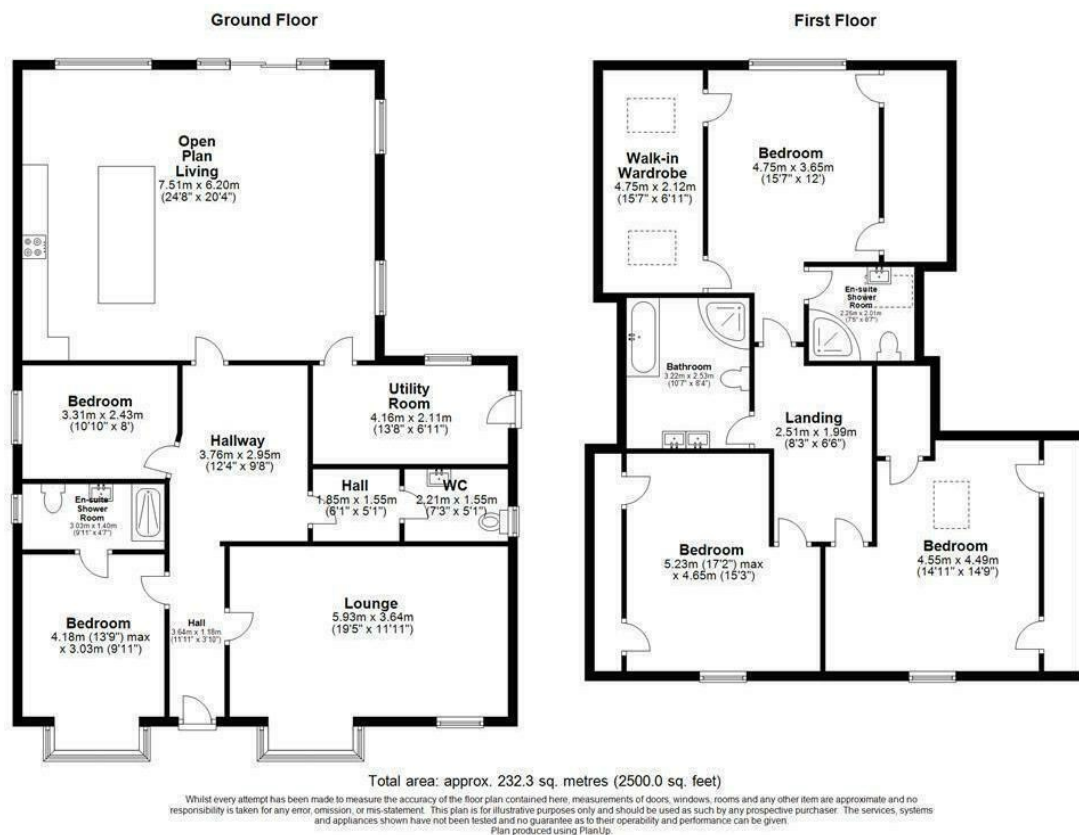 Ground Floor
Open
Plan
Living
7.51m x 6.20m
(24'8" x 20'4")
Bedroom
3.31m x 2.43m
(10'10" x 8')
Hallway
3.76m x 2.95m
(12'4" x 9'8")
Utility
Room
4.16m x 2.11m
(13'8" x 6'11")
Hall
1.85m x 1.55m
(6'1" x 5'1")
WC
2.21m x 1.55m
(7'3" x 5'1")
En-suite
Shower
Room
3.03m x 1.40m
(9'11" x 4'7")
Bedroom
4.18m (13'9") max
x 3.03m (9'11")
Hall
3.64m x 1.18m
(11'11" x 3'10")
Lounge
5.93m x 3.64m
(19'5" x 11'11")
First Floor
Walk-in
Wardrobe
4.75m x 2.12m
(15'7" x 6'11")
Bedroom
4.75m x 3.65m
(15'7" x 12')
En-suite
Shower
Room
2.26m x 2.01m
(7'5" x 6'7")
Bathroom
3.22m x 2.53m
(10'7" x 8'4")
Landing
2.51m x 1.99m
(8'3" x 6'6")
Bedroom
5.23m (17'2") max
x 4.65m (15'3")
Bedroom
4.55m x 4.49m
(14'11" x 14'9")
Total area: approx. 232.3 sq. metres (2500.0 sq. feet)
Whilst every attempt has been made to measure the accuracy of the floor plan contained here, measurements of doors, windows, rooms and any other item are approximate and no
responsibility is taken for any error, omission, or mis-statement. This plan is for illustrative purposes only and should be used as such by any prospective purchaser. The services, systems
and appliances shown have not been tested and no guarantee as to their operability and performance can be given.
Plan produced using PlanUp.